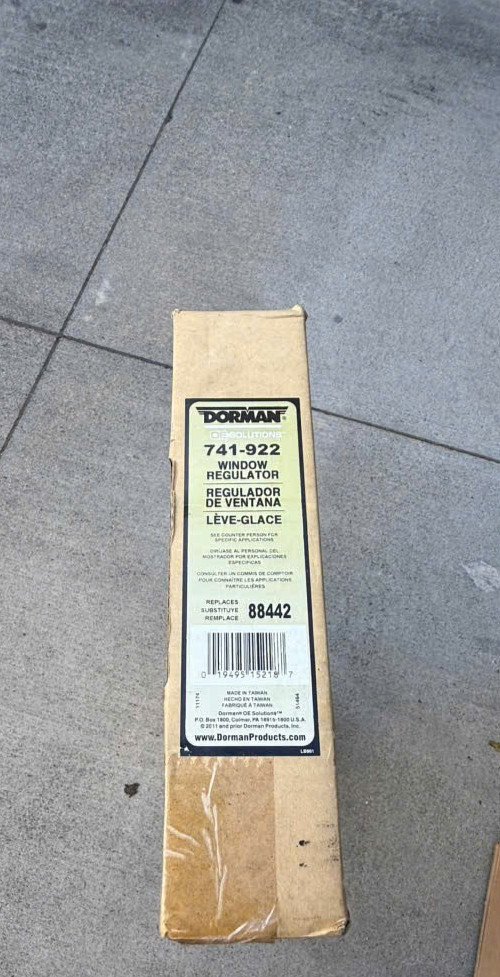 DORMAN®
OE SOLUTIONS™
741-922
WINDOW
REGULATOR
REGULADOR
DE VENTANA
LÈVE-GLACE
SEE COUNTER PERSON FOR
SPECIFIC APPLICATIONS
DIRÍJASE AL PERSONAL DEL
MOSTRADOR POR EXPLICACIONES
ESPECÍFICAS
CONSULTER UN COMMIS DE COMPTOIR
POUR CONNAÎTRE LES APPLICATIONS
PARTICULIÈRES
REPLACES
SUBSTITUYE
REMPLACE
88442
0 19495 15218 7
MADE IN TAIWAN
HECHO EN TAIWAN
FABRIQUÉ À TAIWAN
Dorman® OE Solutions™
P.O. Box 1800, Colmar, PA 18915-1800 U.S.A.
© 2011 and prior Dorman Products, Inc.
www.DormanProducts.com